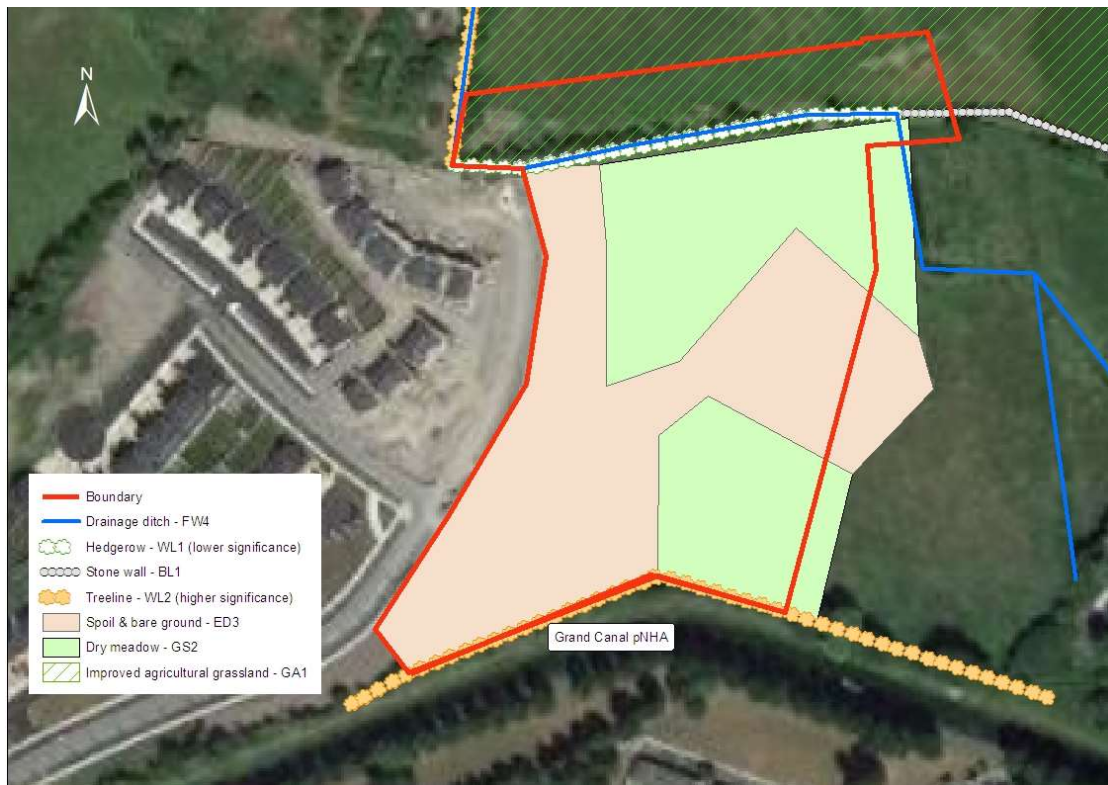 N
Boundary
Drainage ditch - FW4
Hedgerow - WL1 (lower significance)
Stone wall - BL1
Treeline - WL2 (higher significance)
Spoil & bare ground - ED3
Dry meadow - GS2
Improved agricultural grassland - GA1
Grand Canal pNHA